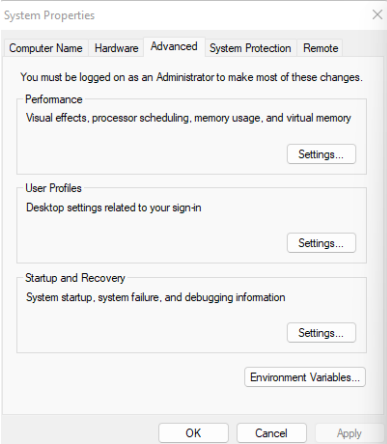 System Properties
Computer Name Hardware Advanced System Protection Remote
You must be logged on as an Administrator to make most of these changes.
Performance
Visual effects, processor scheduling, memory usage, and virtual memory
Settings...
User Profiles
Desktop settings related to your sign-in
Settings...
Startup and Recovery
System startup, system failure, and debugging information
Settings...
Environment Variables...
OK Cancel Apply